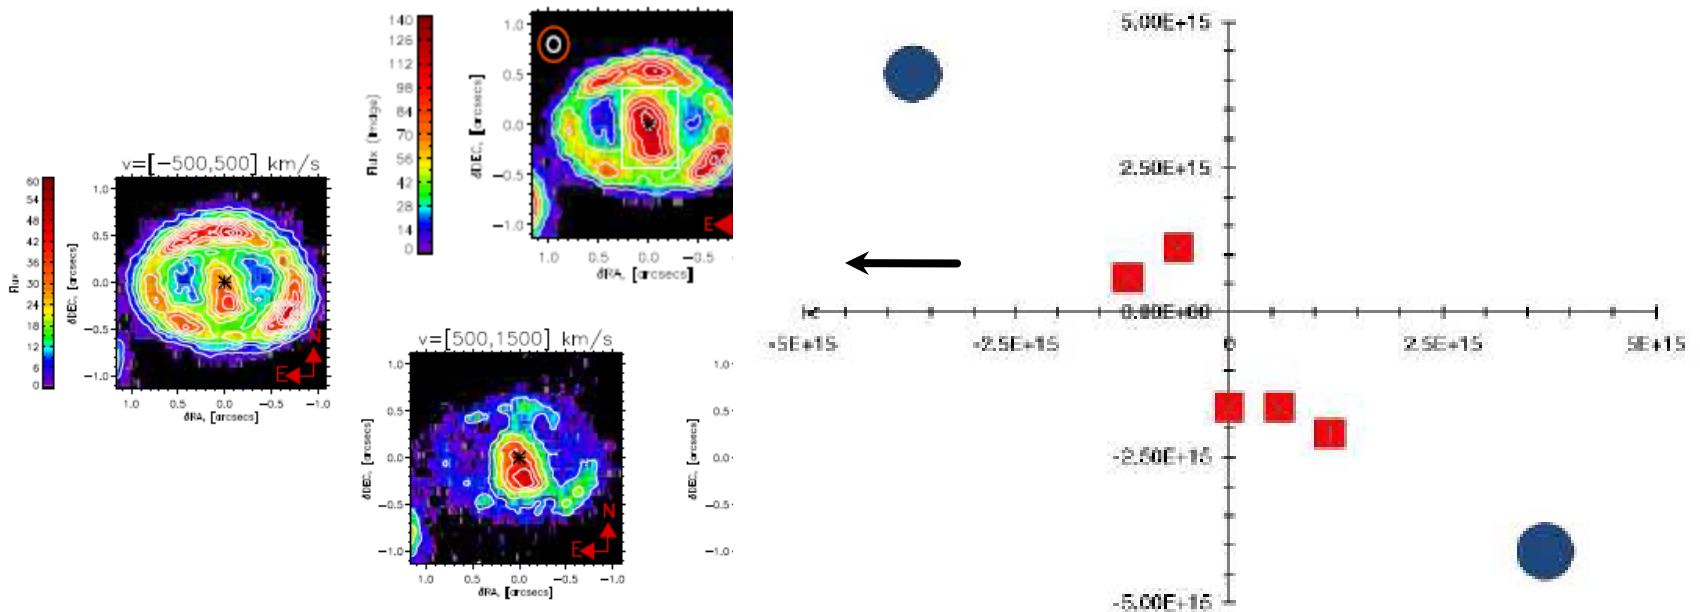 v=[-500,500] km/s
Flux
60
54
48
42
36
30
24
18
12
6
0
δDEC, [arcsecs]
1.0
0.5
0.0
-0.5
-1.0
N
E
1.0 0.5 0.0 -0.5 -1.0
δRA, [arcsecs]
Flux (Image)
140
126
112
98
84
70
56
42
28
14
0
δDEC, [arcsecs]
1.0
0.5
0.0
-0.5
-1.0
E
1.0 0.5 0.0 -0.5
δRA, [arcsecs]
v=[500,1500] km/s
δDEC, [arcsecs]
1.0
0.5
0.0
-0.5
-1.0
N
E
1.0 0.5 0.0 -0.5 -1.0
δRA, [arcsecs]
δDEC, [arcsecs]
1.0
0.5
0.0
-0.5
-1.0
5.00E+15
2.50E+15
0.00E+00
-2.50E+15
-5.00E+15
-5E+15 -2.5E+15 0 2.5E+15 5E+15